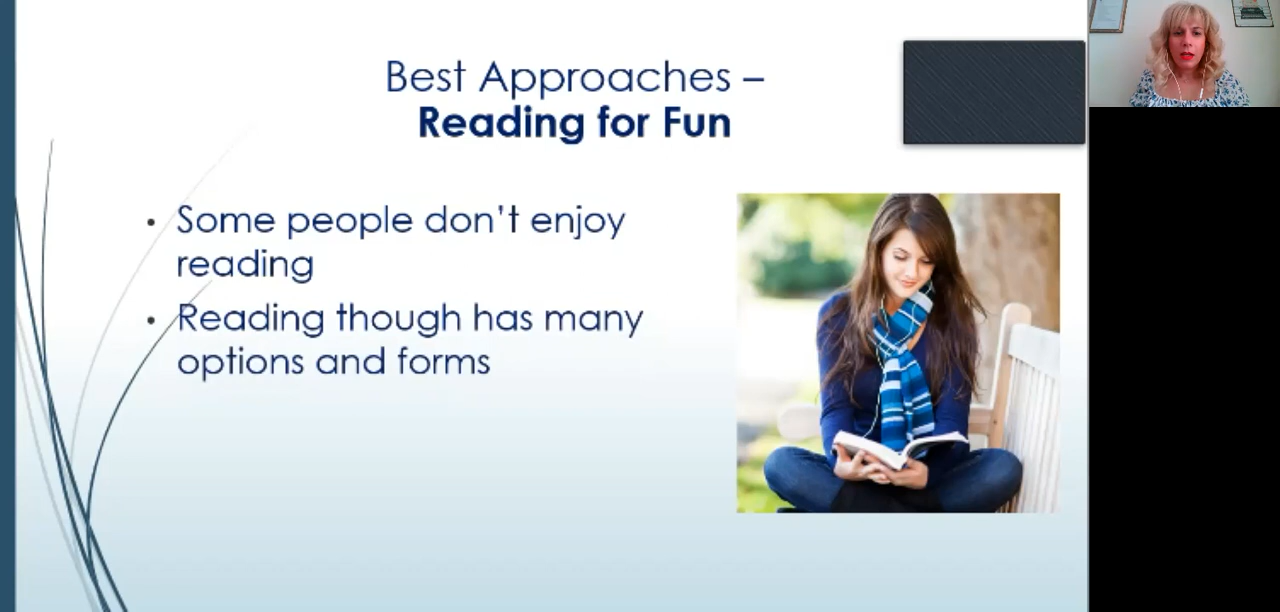 Best Approaches –
Reading for Fun
• Some people don't enjoy
reading
• Reading though has many
options and forms